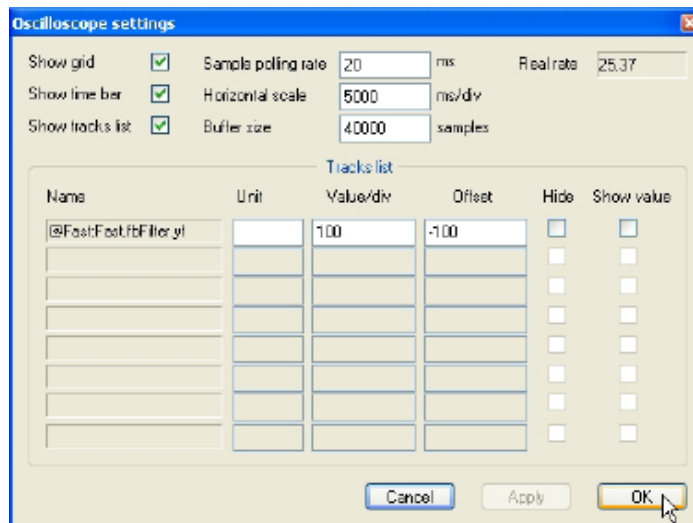 Oscilloscope settings
Show grid Sample polling rate 20 ms Real rate 25.37
Show time bar Horizontal scale 5000 ms/div
Show tracks list Buffer size 40000 samples
Tracks list
Name Unit Value/div Offset Hide Show value
@Fast:Fast.fbFilter.yf 100 -100
Cancel Apply OK